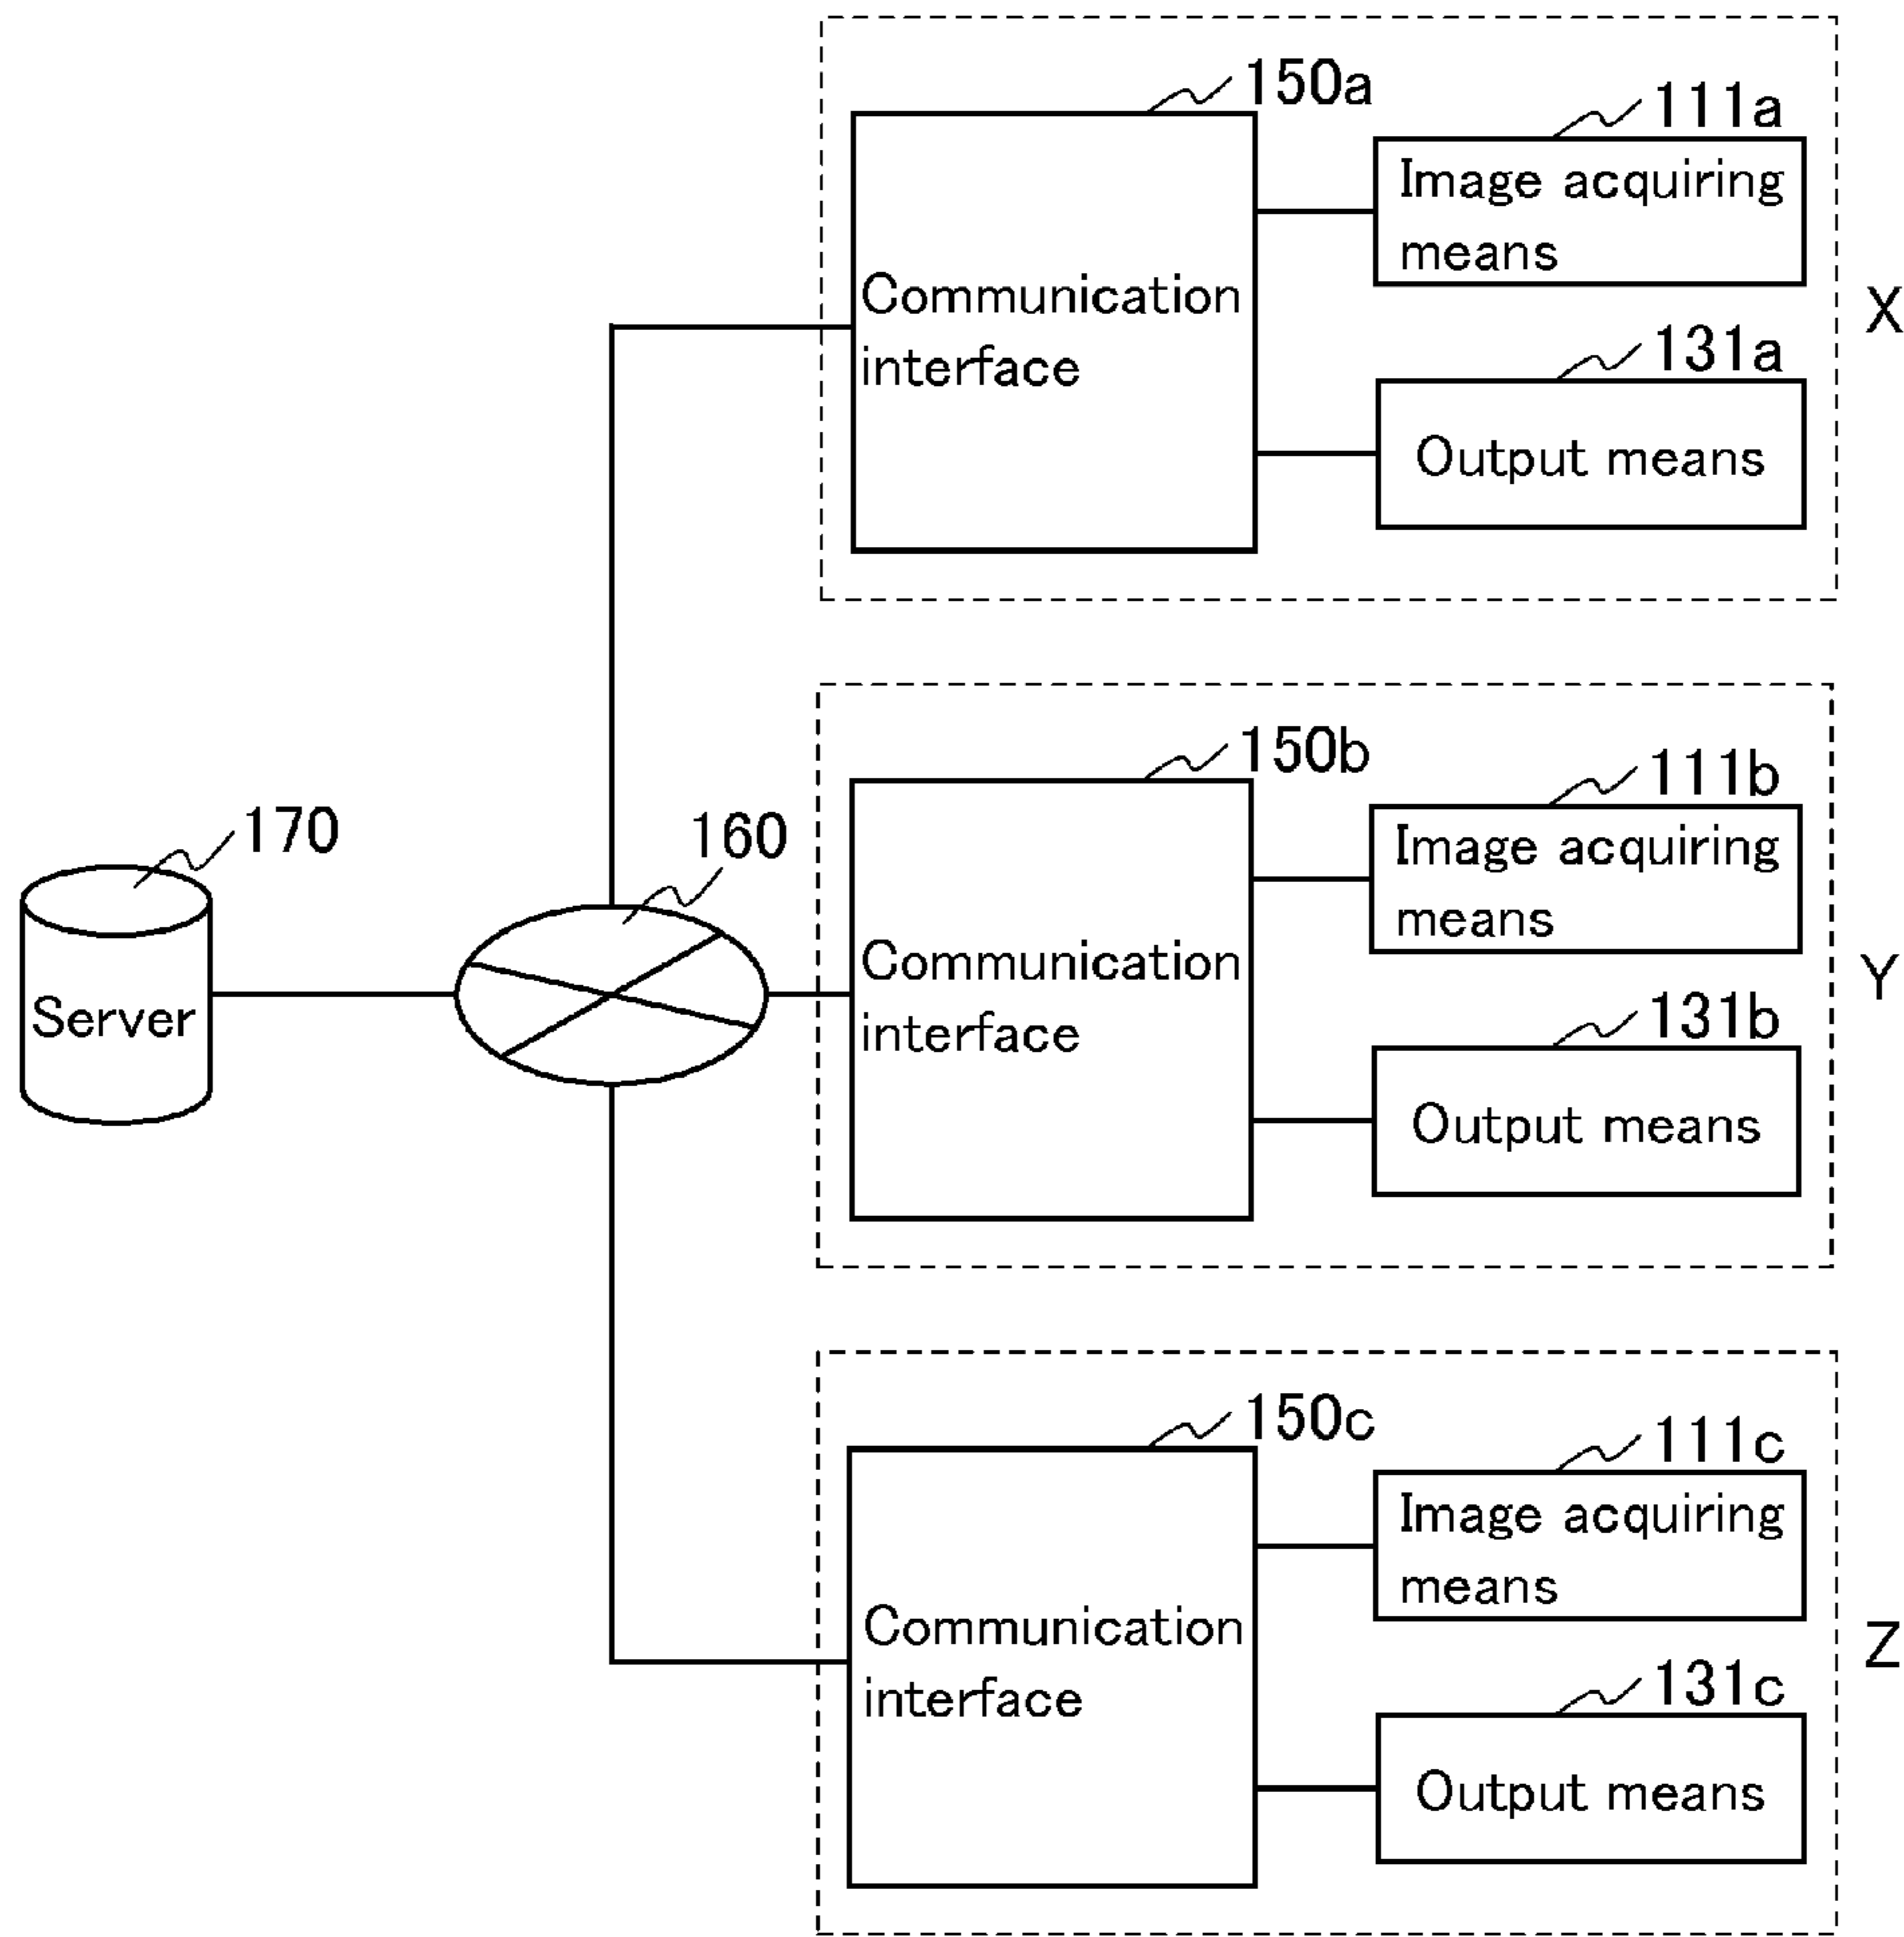 150a
111a
Image acquiring
means
Communication
interface
X
131a
Output means
150b
111b
Image acquiring
means
170
160
Server
Communication
interface
Y
131b
Output means
150c
111c
Image acquiring
means
Communication
interface
Z
131c
Output means